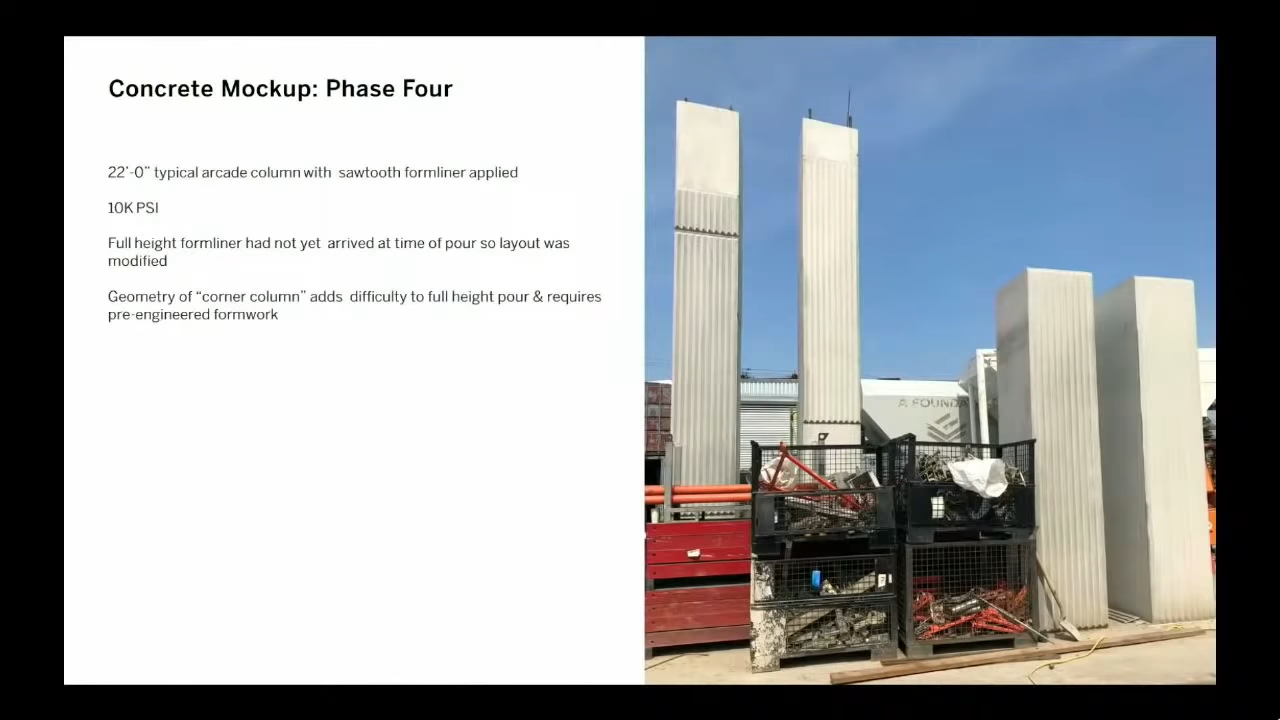 Concrete Mockup: Phase Four
22'-0" typical arcade column with sawtooth formliner applied
10K PSI
Full height formliner had not yet arrived at time of pour so layout was
modified
Geometry of “corner column” adds difficulty to full height pour & requires
pre-engineered formwork
A FOUNDA